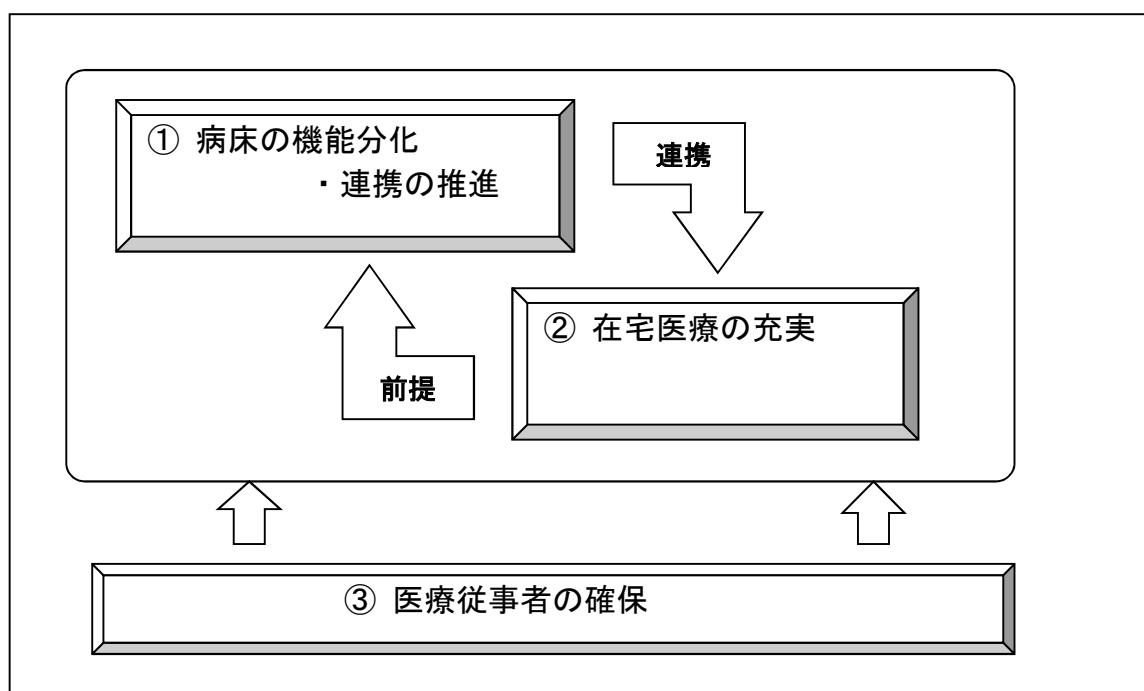 ① 病床の機能分化
・連携の推進
連携
② 在宅医療の充実
前提
③ 医療従事者の確保